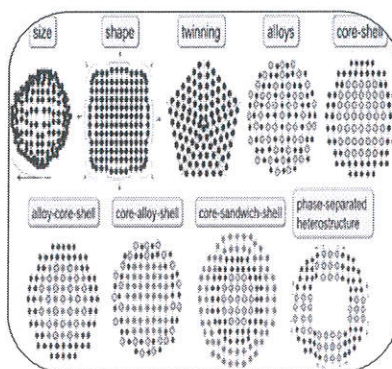 size
shape
twinning
alloys
core-shell
alloy-core-shell
core-alloy-shell
core-sandwich-shell
phase-separated
heterostructure